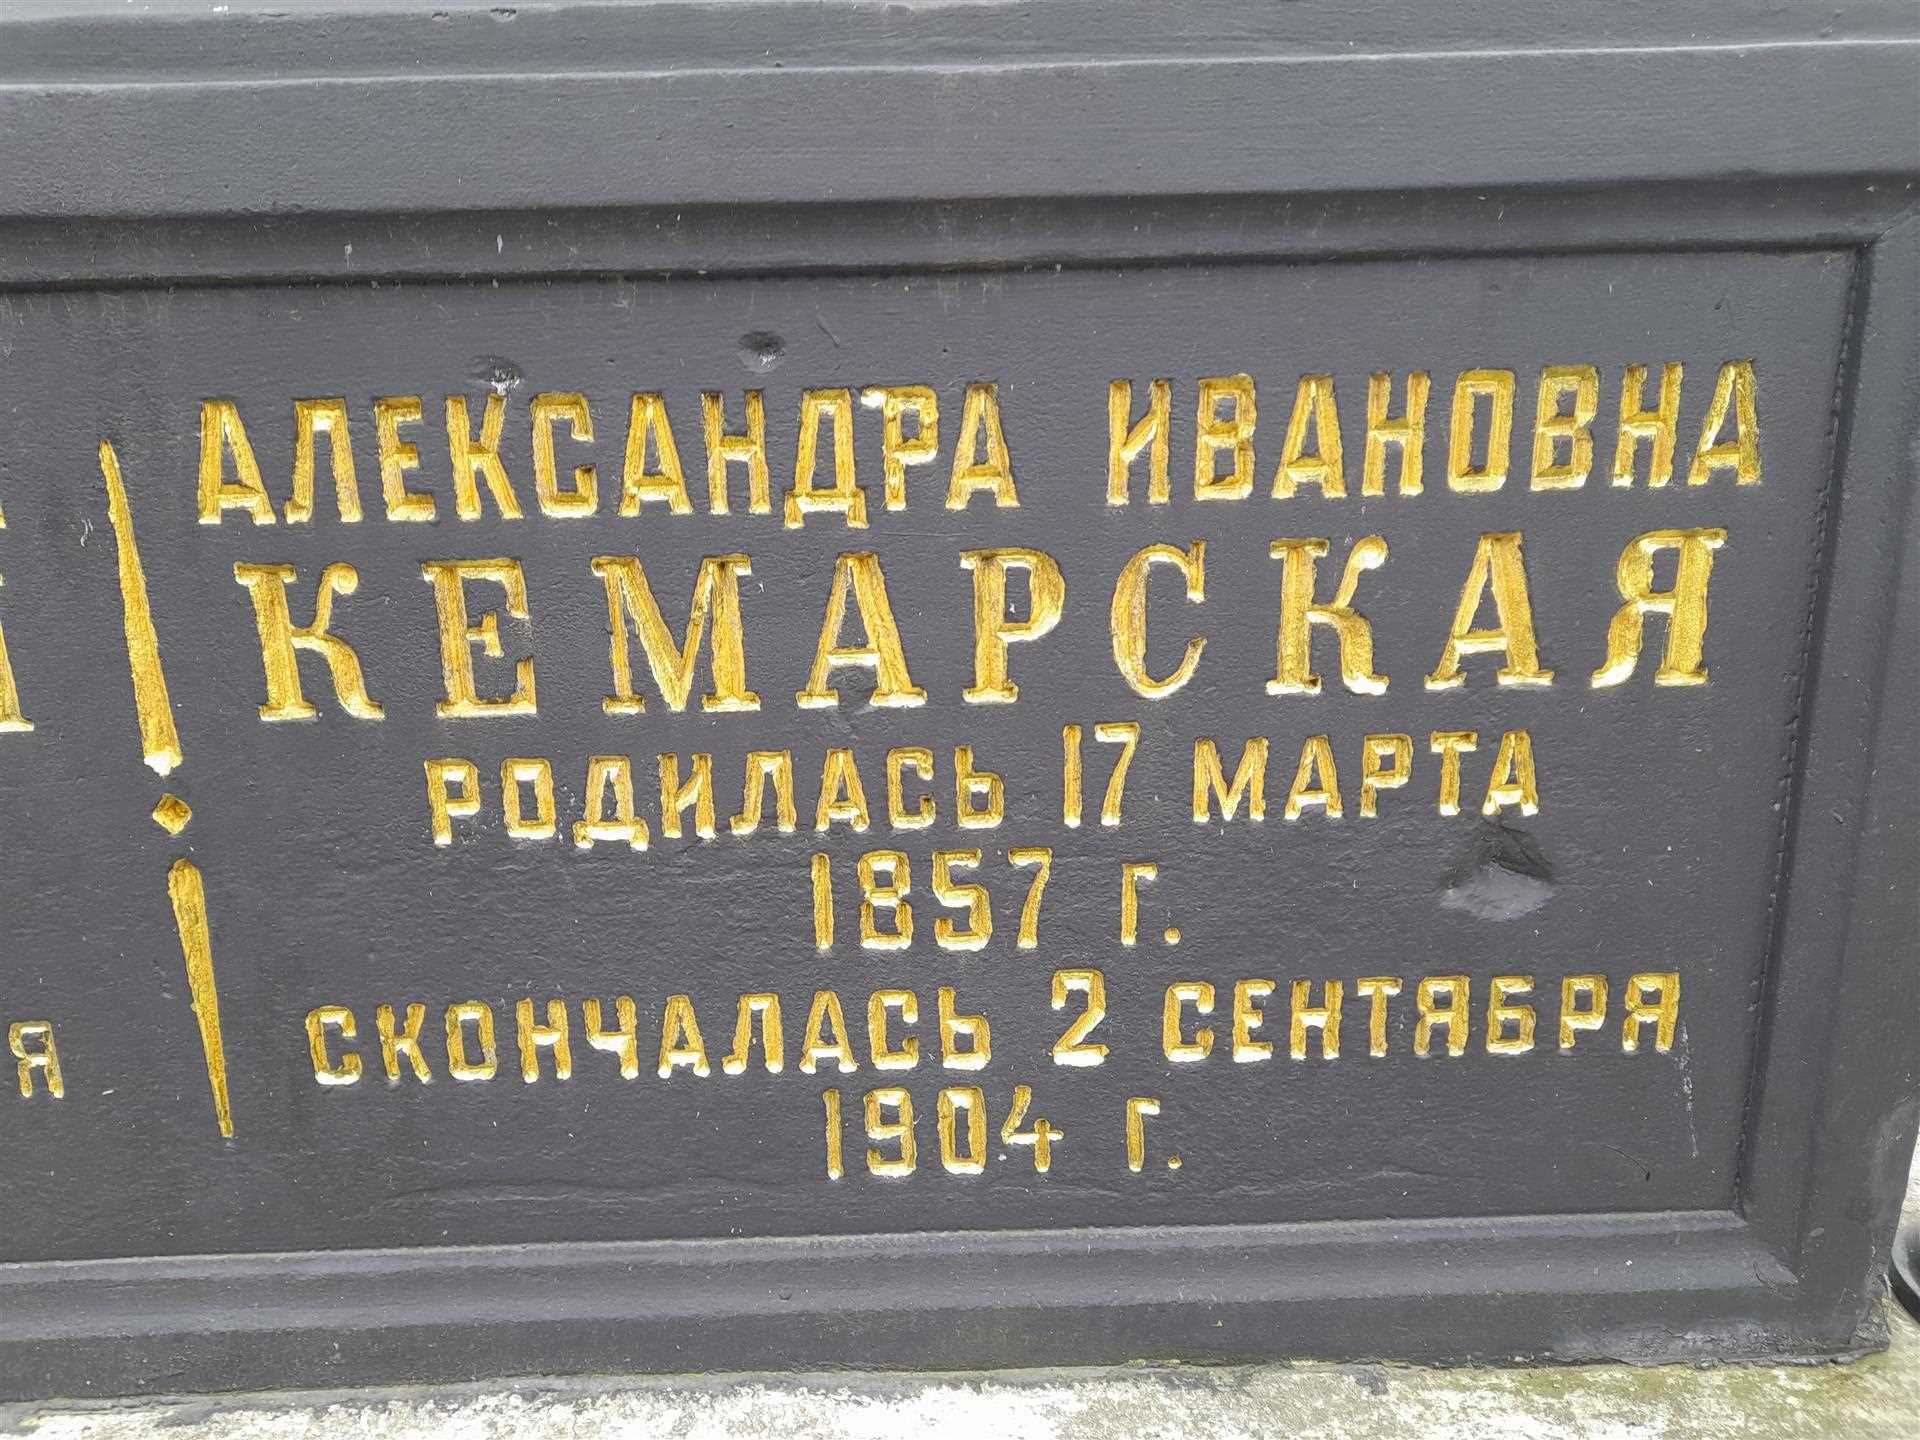 АЛЕКСАНДРА ИВАНОВНА
КЕМАРСКАЯ
РОДИЛАСЬ 17 МАРТА
1857 Г.
СКОНЧАЛАСЬ 2 СЕНТЯБРЯ
1904 Г.